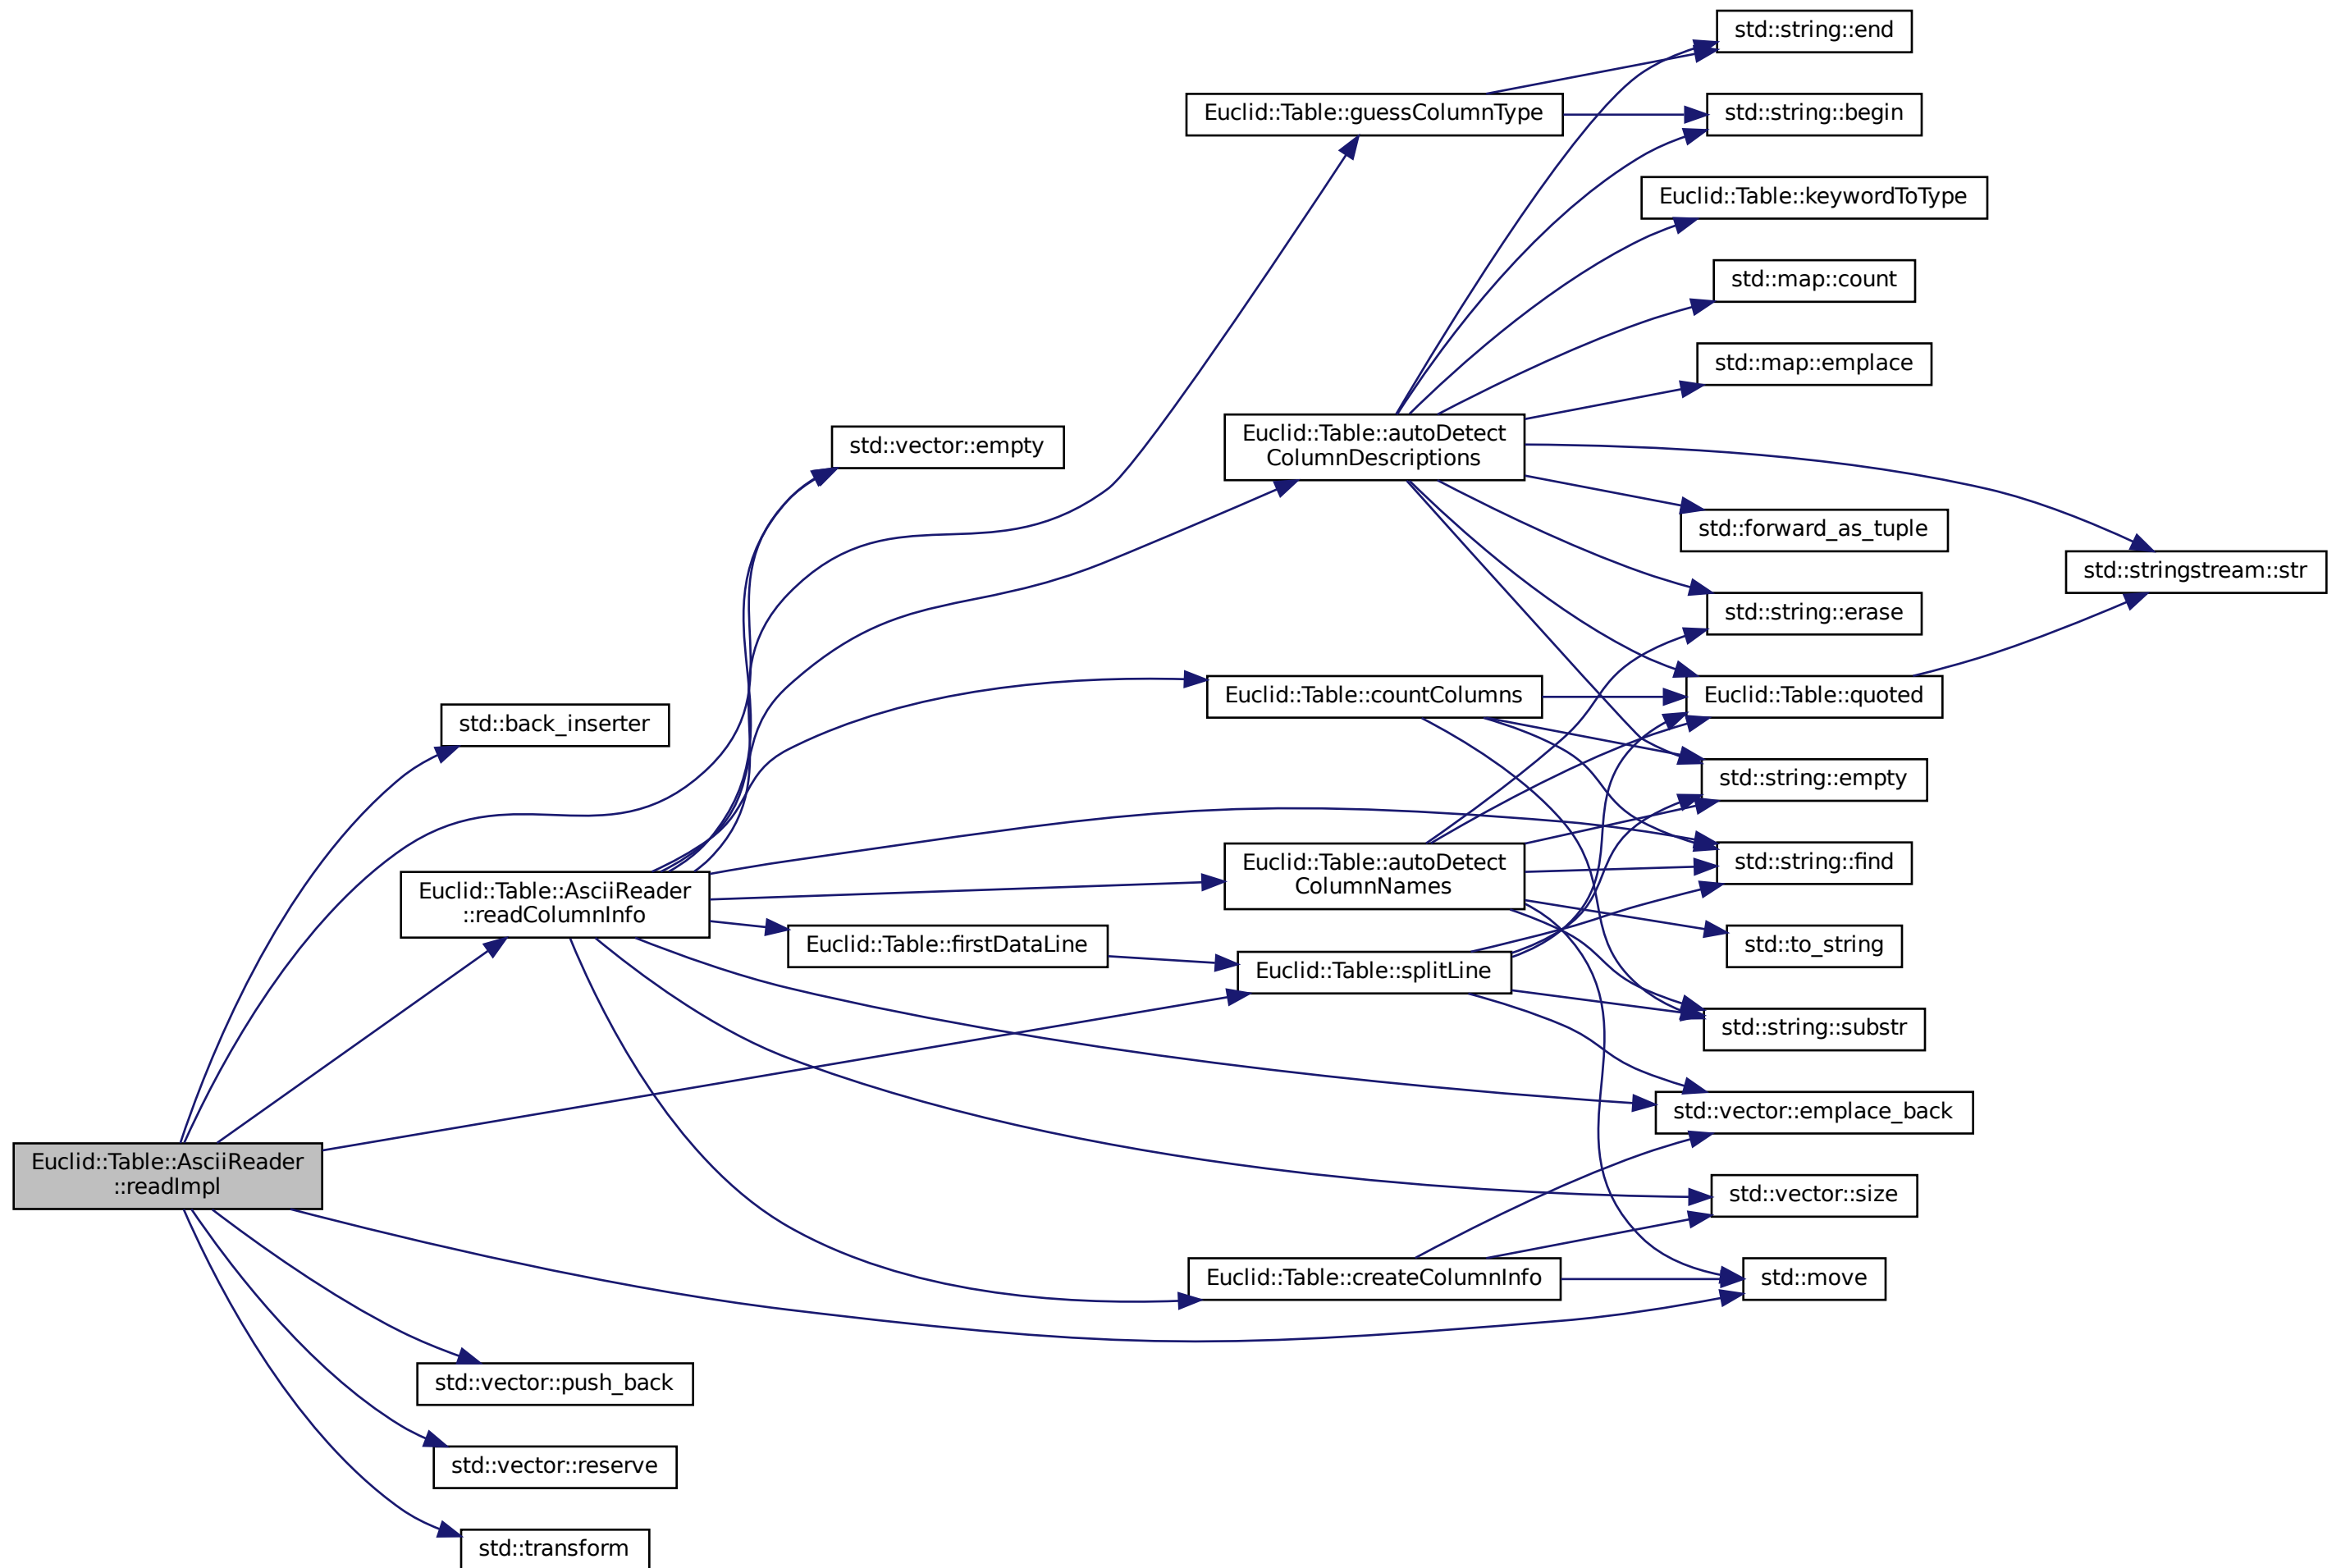 std::string::end
Euclid::Table::guessColumnType
std::string::begin
Euclid::Table::keywordToType
std::map::count
std::map::emplace
Euclid::Table::autoDetect
ColumnDescriptions
std::vector::empty
std::forward_as_tuple
std::stringstream::str
std::string::erase
Euclid::Table::countColumns
Euclid::Table::quoted
std::back_inserter
std::string::empty
Euclid::Table::autoDetect
ColumnNames
std::string::find
Euclid::Table::AsciiReader
::readColumnInfo
Euclid::Table::firstDataLine
std::to_string
Euclid::Table::splitLine
std::string::substr
std::vector::emplace_back
Euclid::Table::AsciiReader
::readImpl
std::vector::size
Euclid::Table::createColumnInfo
std::move
std::vector::push_back
std::vector::reserve
std::transform